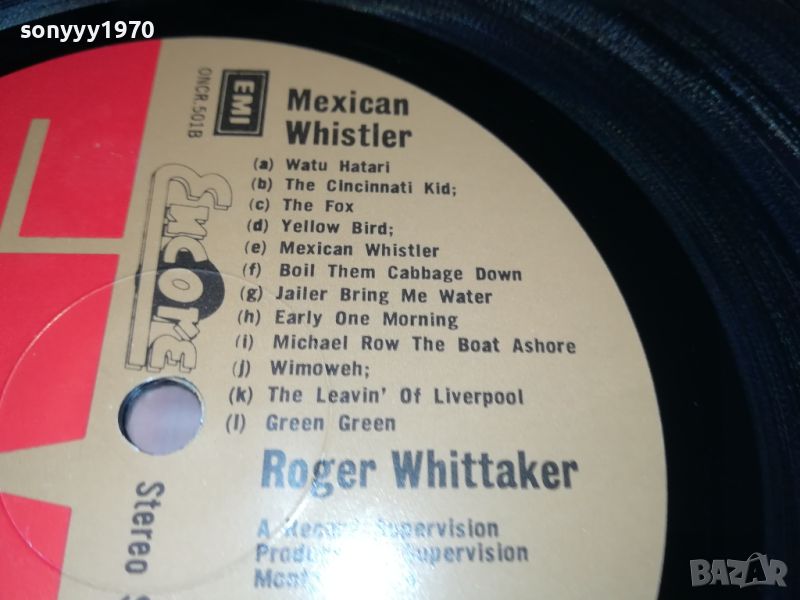 sonyyy1970
EMI
ONCR.501B
Encore
Mexican
Whistler
(a) Watu Hatari
(b) The Cincinnati Kid;
(c) The Fox
(d) Yellow Bird;
(e) Mexican Whistler
(f) Boil Them Cabbage Down
(g) Jailer Bring Me Water
(h) Early One Morning
(i) Michael Row The Boat Ashore
(j) Wimoweh;
(k) The Leavin' Of Liverpool
(l) Green Green
Roger Whittaker
A Record Supervision
Supervision
Stereo
BAZAR